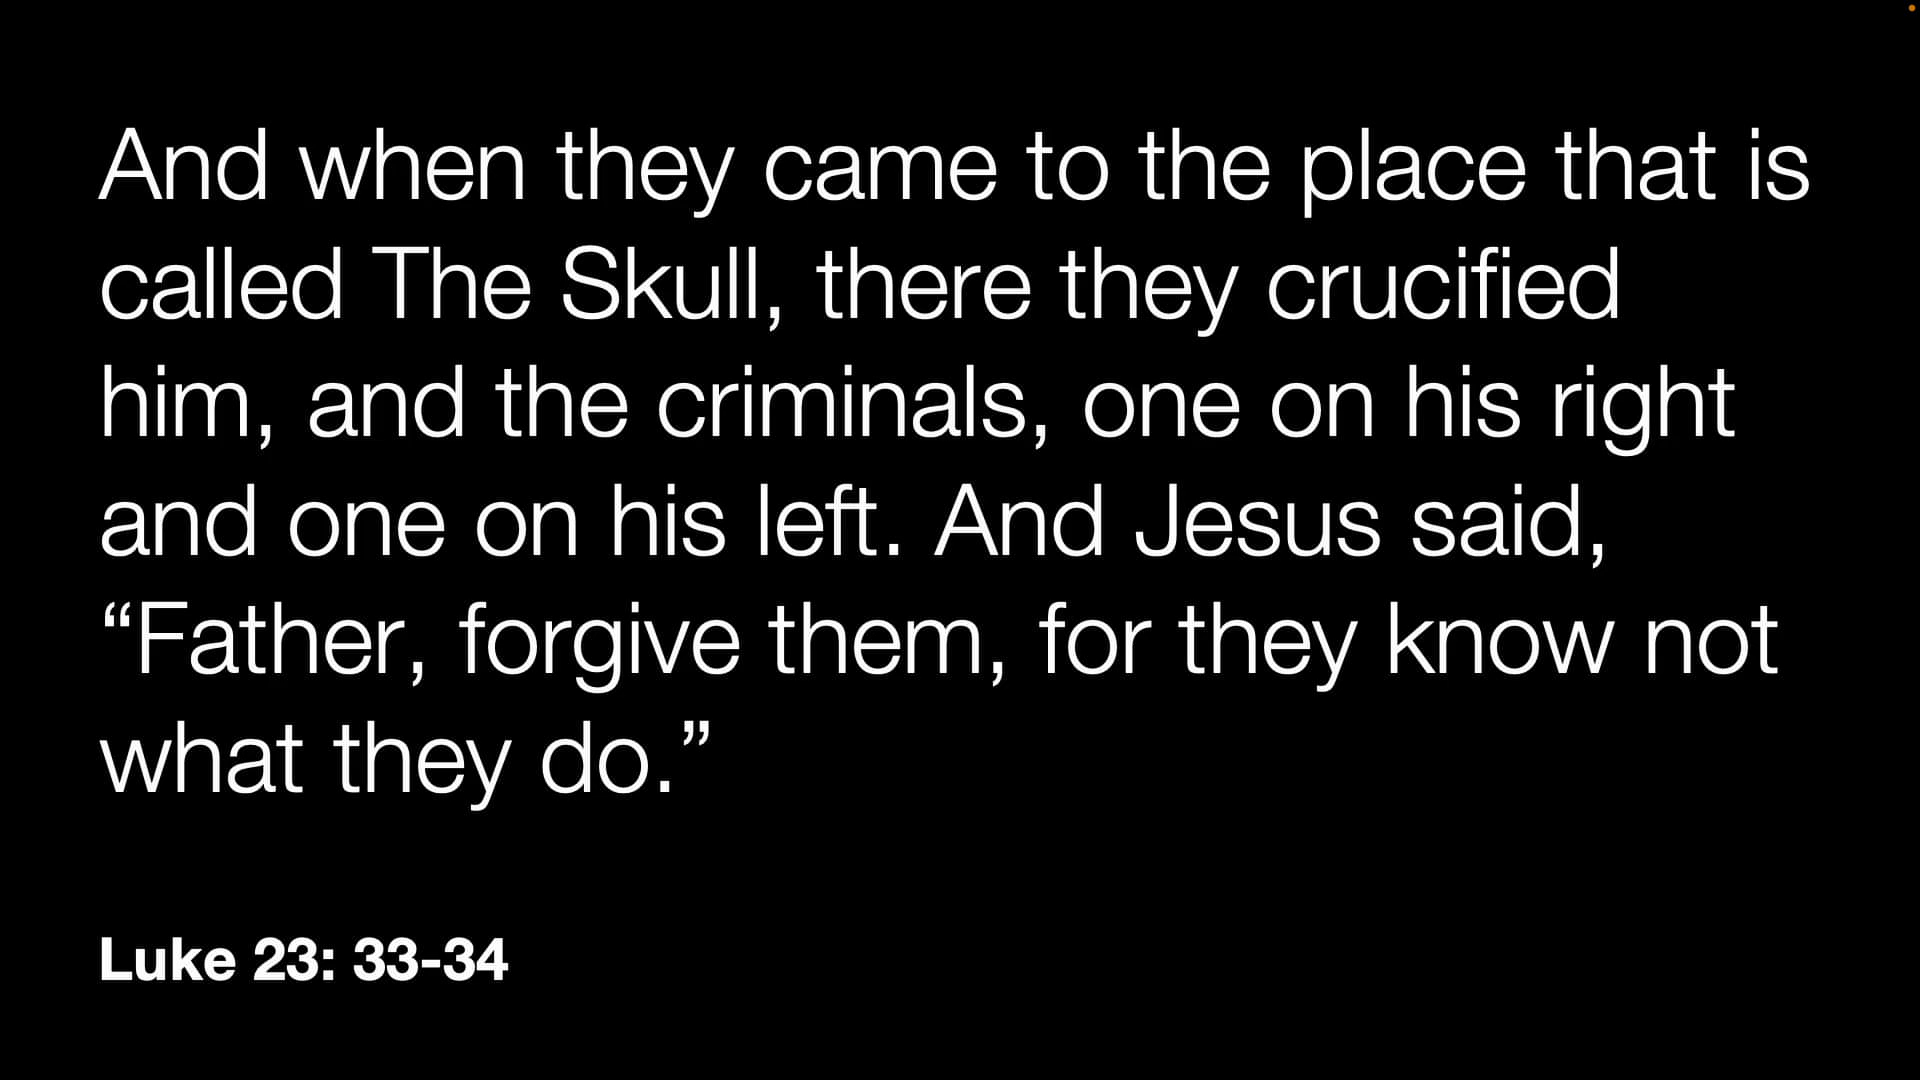 And when they came to the place that is
called The Skull, there they crucified
him, and the criminals, one on his right
and one on his left. And Jesus said,
“Father, forgive them, for they know not
what they do.”
Luke 23: 33-34